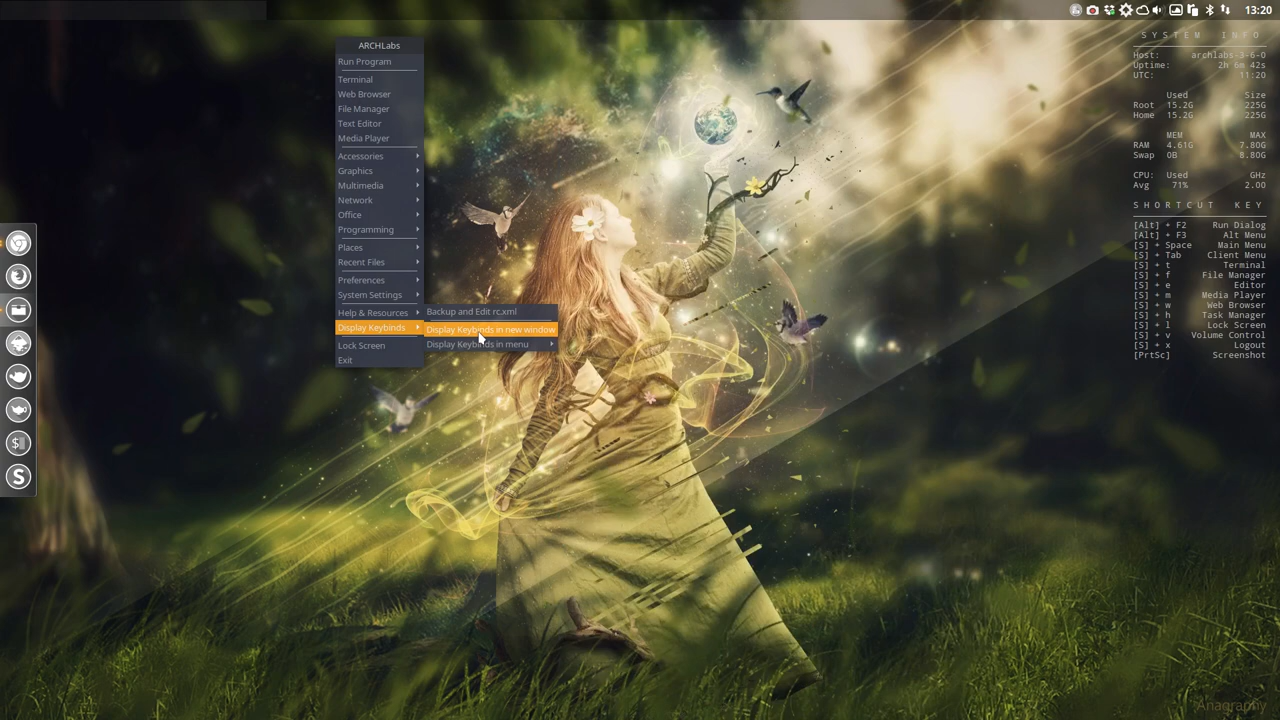 13:20
ARCHLabs
Run Program
Terminal
Web Browser
File Manager
Text Editor
Media Player
Accessories
Graphics
Multimedia
Network
Office
Programming
Places
Recent Files
Preferences
System Settings
Help & Resources
Display Keybinds
Lock Screen
Exit
Backup and Edit rc.xml
Display Keybinds in new window
Display Keybinds in menu
SYSTEM INFO
Host: archlabs-3-6-0
Uptime: 2h 6m 42s
UTC: 11:20
Used Size
Root 15.2G 225G
Home 15.2G 225G
MEM MAX
RAM 4.61G 7.80G
Swap 0B 8.80G
CPU: Used GHz
Avg 71% 2.00
SHORTCUT KEY
[Alt] + F2 Run Dialog
[Alt] + F3 Alt Menu
[S] + Space Main Menu
[S] + Tab Client Menu
[S] + t Terminal
[S] + f File Manager
[S] + e Editor
[S] + m Media Player
[S] + w Web Browser
[S] + h Task Manager
[S] + l Lock Screen
[S] + v Volume Control
[S] + x Logout
[PrtSc] Screenshot
$
S
Anagraphy